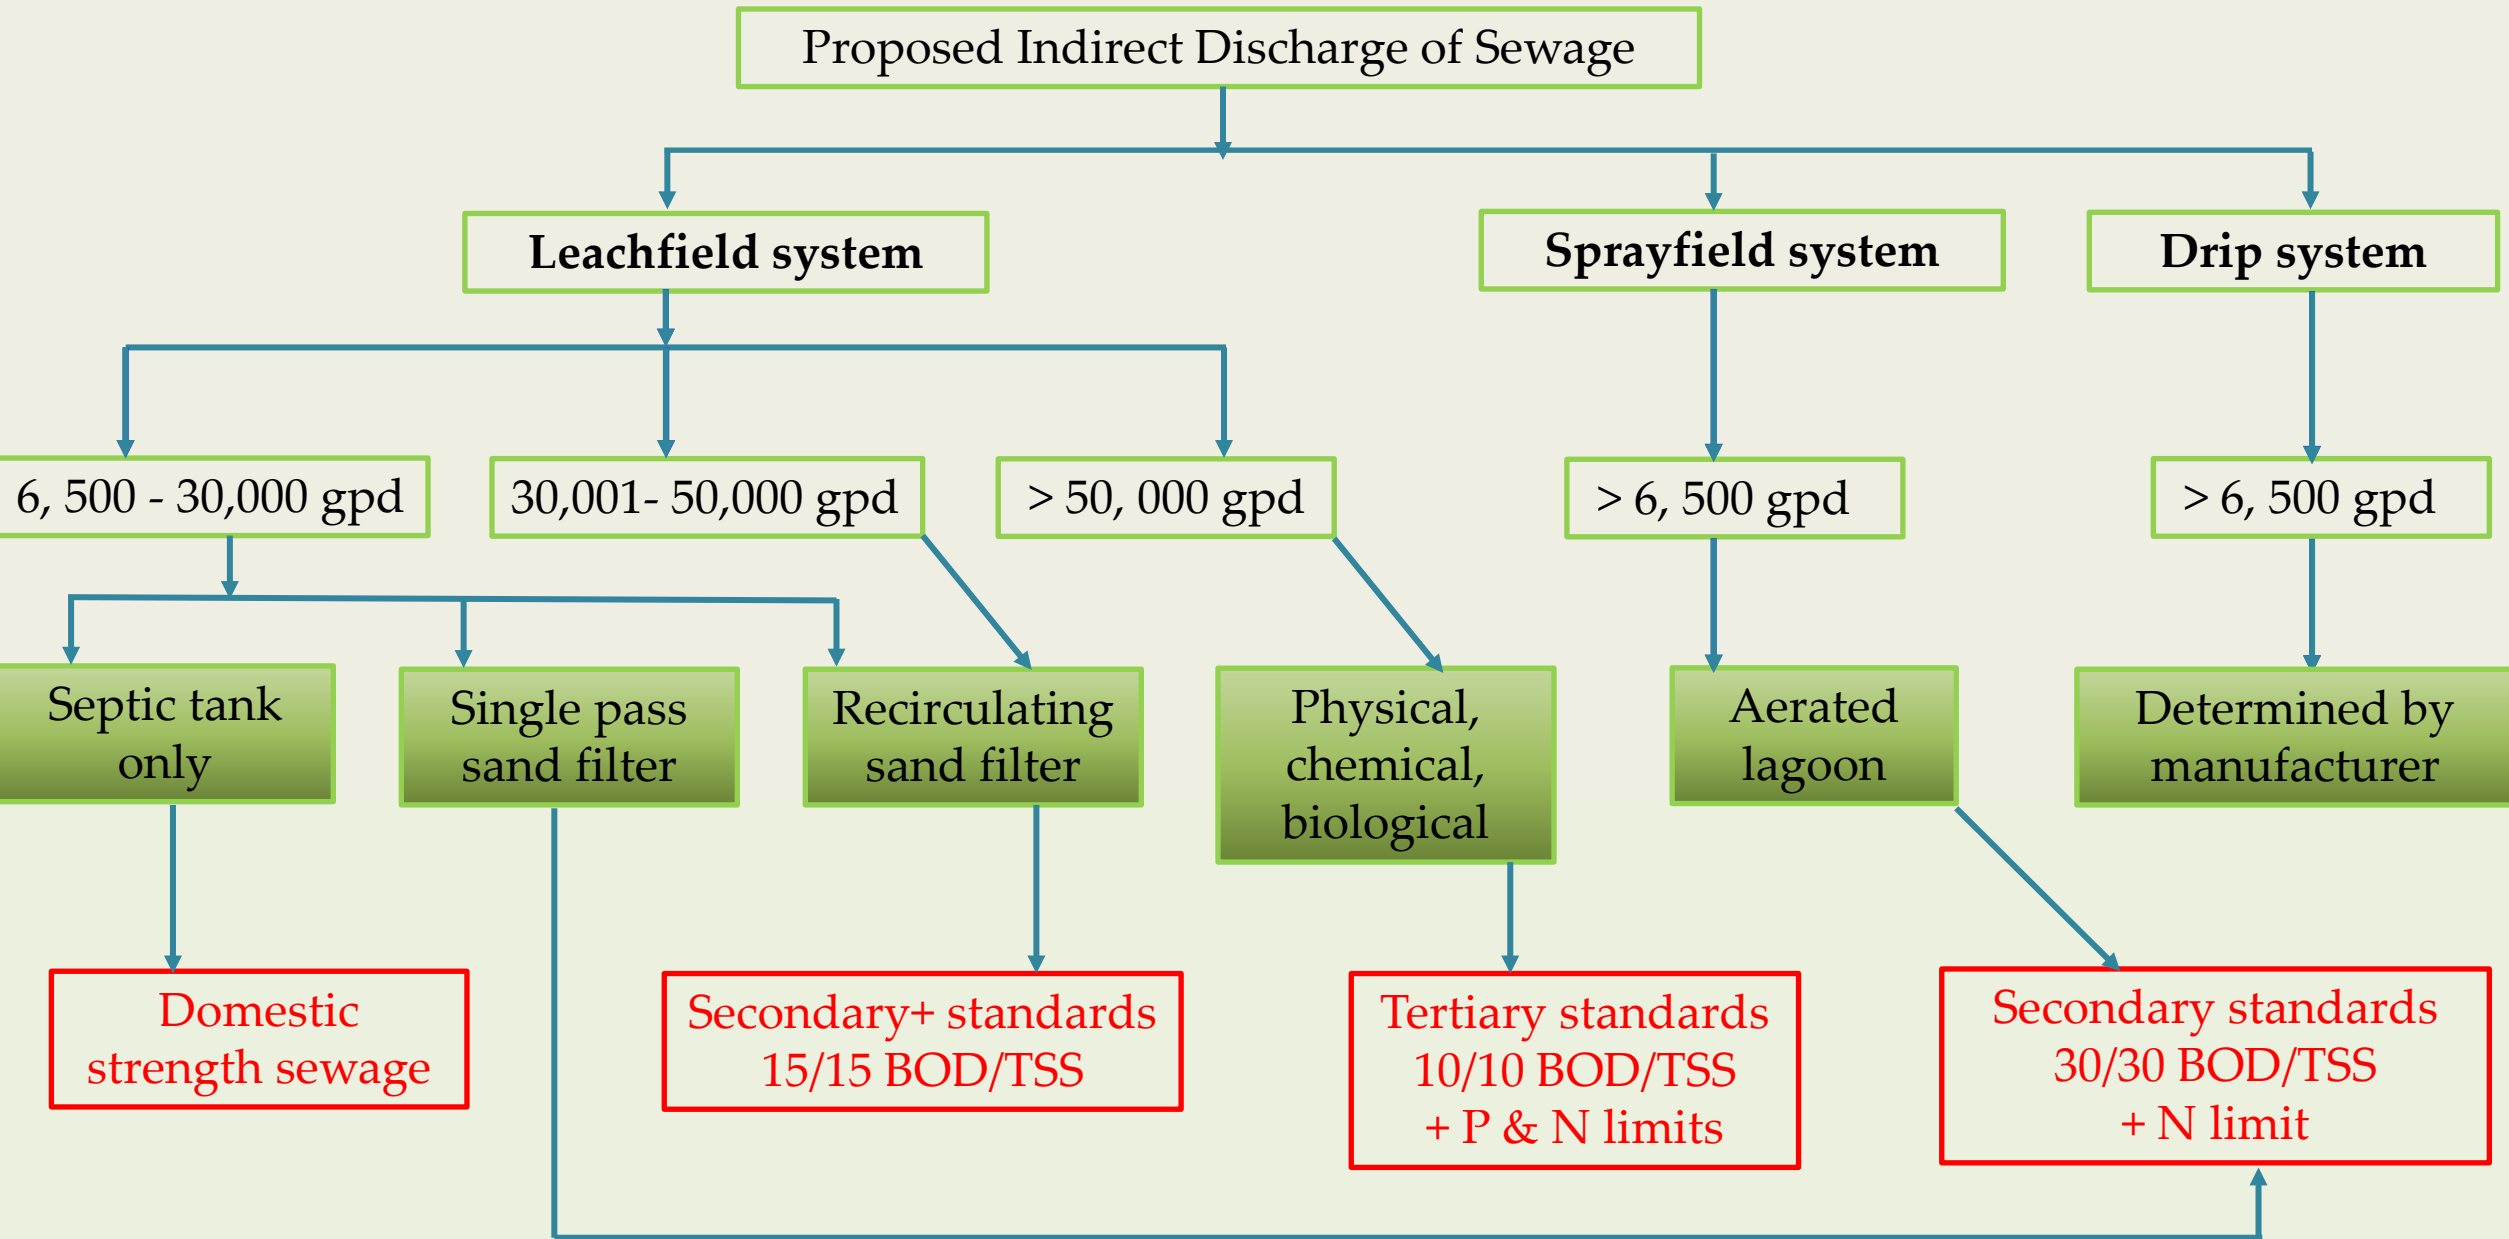 Proposed Indirect Discharge of Sewage
Leachfield system
Sprayfield system
Drip system
6, 500 - 30,000 gpd
30,001- 50,000 gpd
> 50, 000 gpd
> 6, 500 gpd
> 6, 500 gpd
Septic tank
only
Single pass
sand filter
Recirculating
sand filter
Physical,
chemical,
biological
Aerated
lagoon
Determined by
manufacturer
Domestic
strength sewage
Secondary+ standards
15/15 BOD/TSS
Tertiary standards
10/10 BOD/TSS
+ P & N limits
Secondary standards
30/30 BOD/TSS
+ N limit